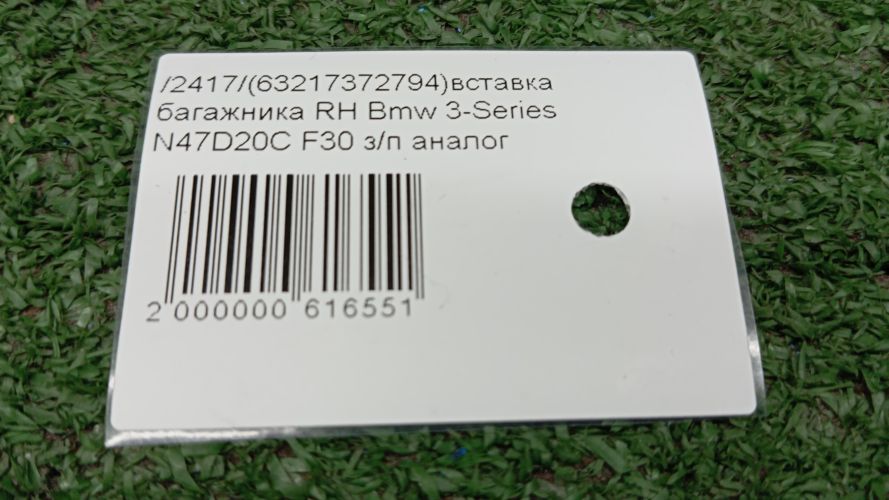 /2417/(63217372794)вставка
багажника RH Bmw 3-Series
N47D20C F30 з/п аналог
2 000000 616551